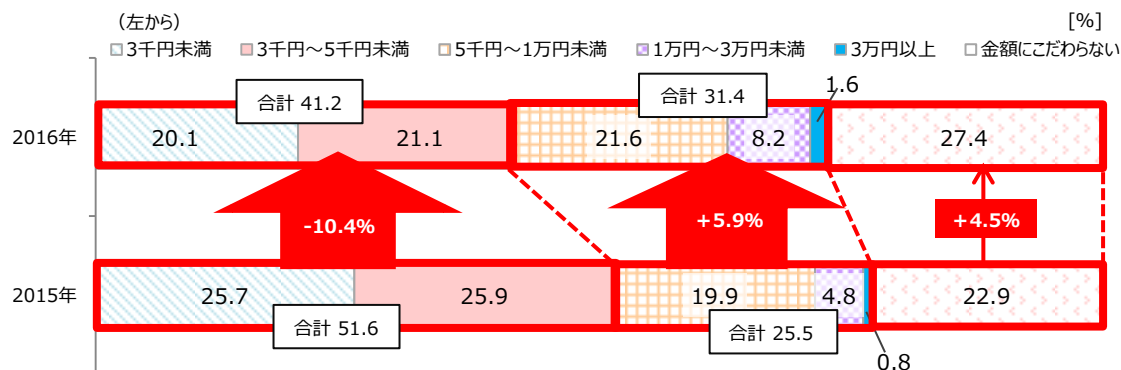 (左から) [%]
3千円未満 3千円~5千円未満 5千円~1万円未満 1万円~3万円未満 3万円以上 金額にこだわらない
合計 41.2 合計 31.4 1.6
2016年 20.1 21.1 21.6 8.2 27.4
-10.4% +5.9% +4.5%
2015年 25.7 25.9 19.9 4.8 22.9
合計 51.6 合計 25.5 0.8